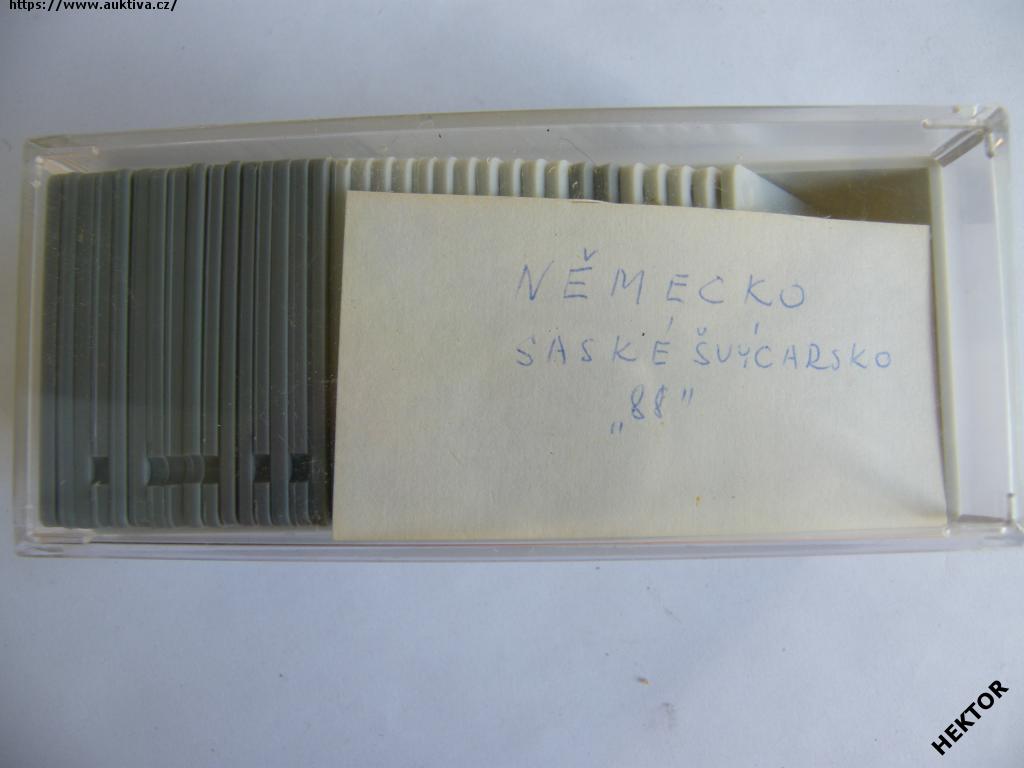 https://www.auktiva.cz/
NĚMECKO
SASKÉ ŠVÝCARSKO
„88"
HEKTOR